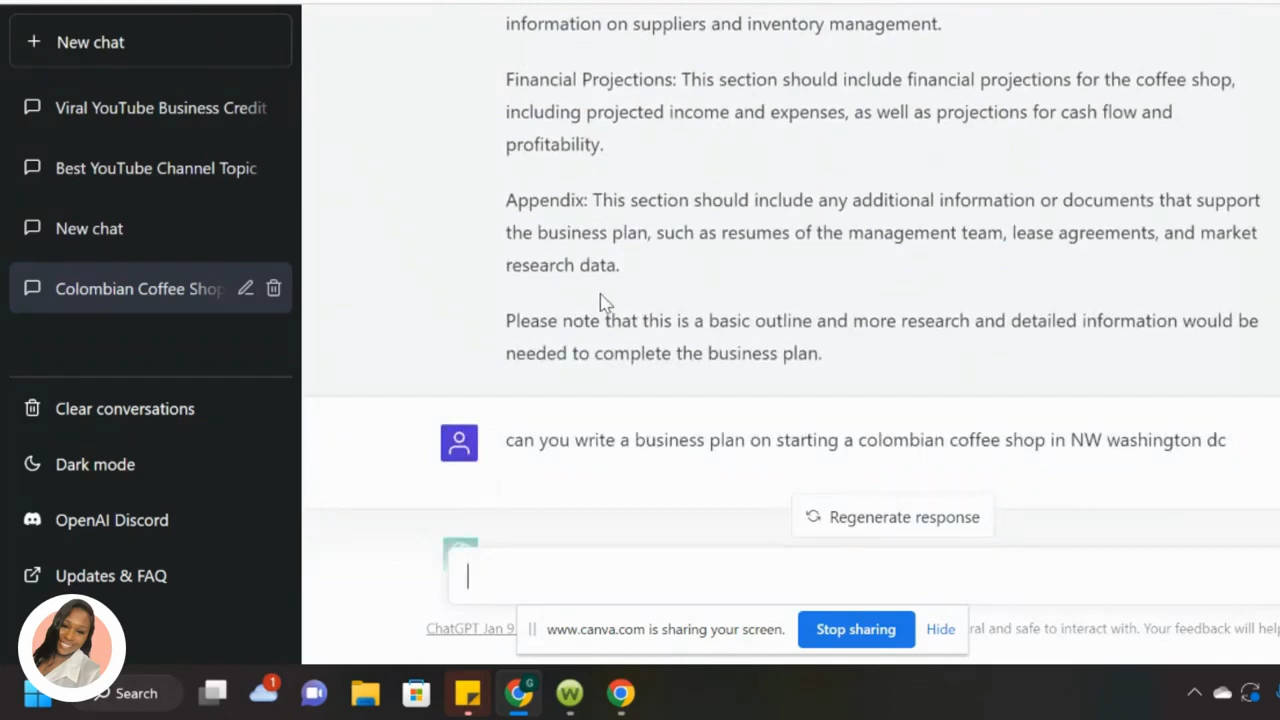 New chat
Viral YouTube Business Credit
Best YouTube Channel Topic
New chat
Colombian Coffee Shop
Clear conversations
Dark mode
OpenAI Discord
Updates & FAQ
information on suppliers and inventory management.
Financial Projections: This section should include financial projections for the coffee shop,
including projected income and expenses, as well as projections for cash flow and
profitability.
Appendix: This section should include any additional information or documents that support
the business plan, such as resumes of the management team, lease agreements, and market
research data.
Please note that this is a basic outline and more research and detailed information would be
needed to complete the business plan.
can you write a business plan on starting a colombian coffee shop in NW washington dc
Regenerate response
ChatGPT Jan 9
www.canva.com is sharing your screen.
Stop sharing
Hide
ral and safe to interact with. Your feedback will help
Search
1
G
W